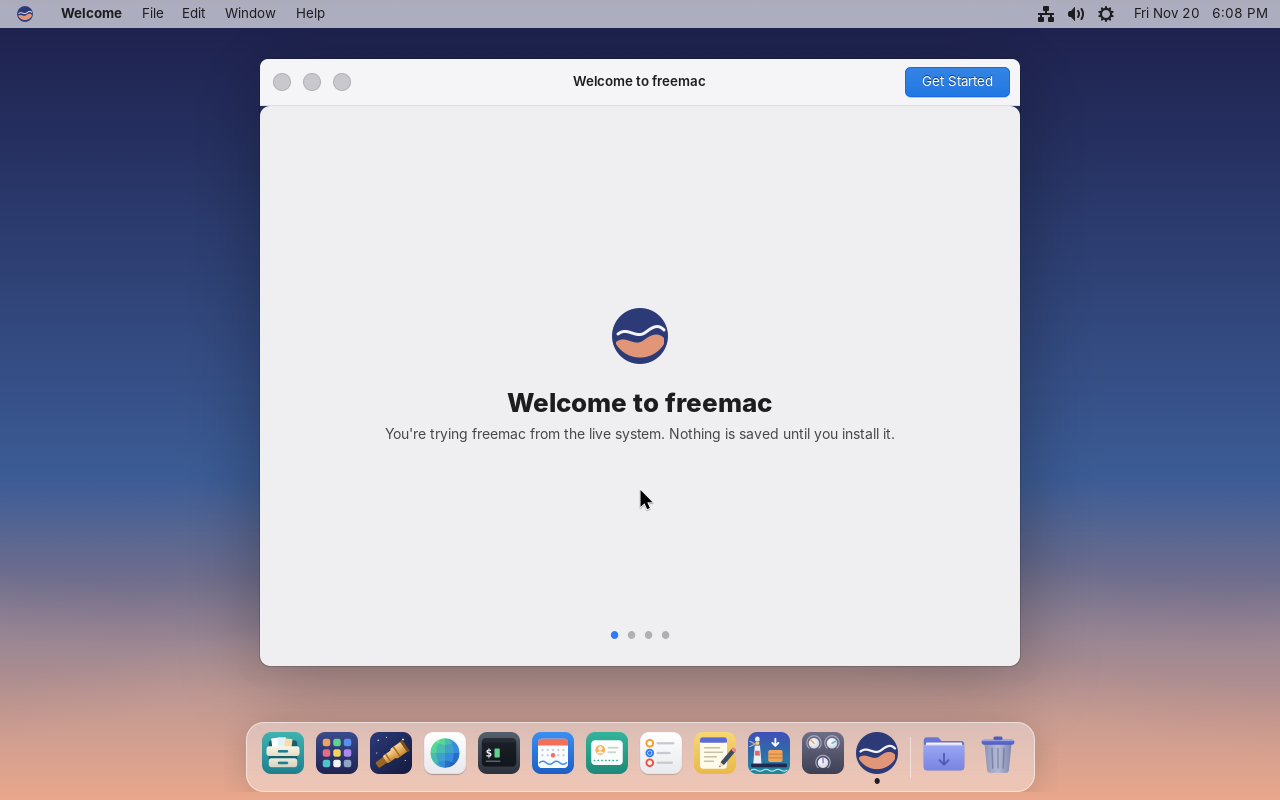 Welcome File Edit Window Help Fri Nov 20 6:08 PM
Welcome to freemac Get Started
Welcome to freemac
You're trying freemac from the live system. Nothing is saved until you install it.
$